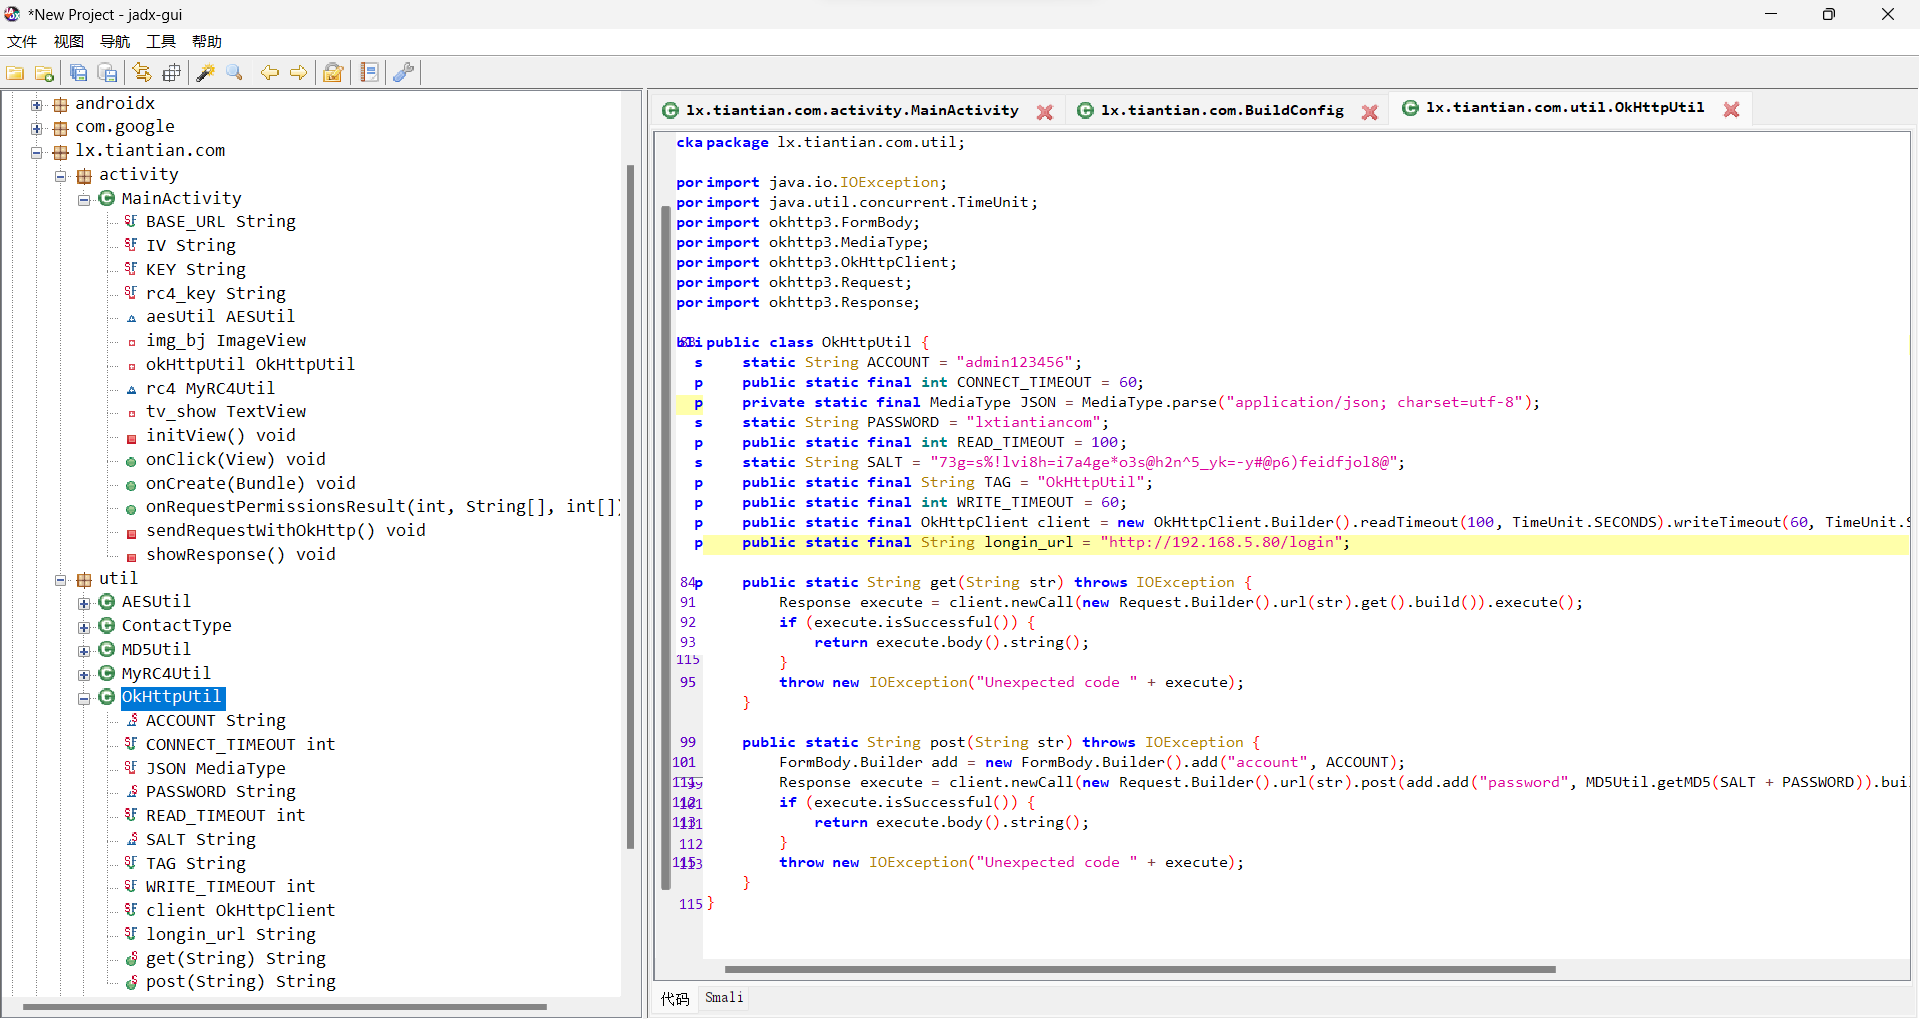 *New Project - jadx-gui
文件 视图 导航 工具 帮助
androidx
com.google
lx.tiantian.com
activity
MainActivity
BASE_URL String
IV String
KEY String
rc4_key String
aesUtil AESUtil
img_bj ImageView
okHttpUtil OkHttpUtil
rc4 MyRC4Util
tv_show TextView
initView() void
onClick(View) void
onCreate(Bundle) void
onRequestPermissionsResult(int, String[], int[])
sendRequestWithOkHttp() void
showResponse() void
util
AESUtil
ContactType
MD5Util
MyRC4Util
OkHttpUtil
ACCOUNT String
CONNECT_TIMEOUT int
JSON MediaType
PASSWORD String
READ_TIMEOUT int
SALT String
TAG String
WRITE_TIMEOUT int
client OkHttpClient
longin_url String
get(String) String
post(String) String
lx.tiantian.com.activity.MainActivity lx.tiantian.com.BuildConfig lx.tiantian.com.util.OkHttpUtil
cka package lx.tiantian.com.util;
por import java.io.IOException;
por import java.util.concurrent.TimeUnit;
por import okhttp3.FormBody;
por import okhttp3.MediaType;
por import okhttp3.OkHttpClient;
por import okhttp3.Request;
por import okhttp3.Response;
public class OkHttpUtil {
s static String ACCOUNT = "admin123456";
p public static final int CONNECT_TIMEOUT = 60;
p private static final MediaType JSON = MediaType.parse("application/json; charset=utf-8");
s static String PASSWORD = "lxtiantiancom";
p public static final int READ_TIMEOUT = 100;
s static String SALT = "73g=s%!lvi8h=i7a4ge*o3s@h2n^5_yk=-y#@p6)feidfjol8@";
p public static final String TAG = "OkHttpUtil";
p public static final int WRITE_TIMEOUT = 60;
p public static final OkHttpClient client = new OkHttpClient.Builder().readTimeout(100, TimeUnit.SECONDS).writeTimeout(60, TimeUnit.S
p public static final String longin_url = "http://192.168.5.80/login";
84p public static String get(String str) throws IOException {
91 Response execute = client.newCall(new Request.Builder().url(str).get().build()).execute();
92 if (execute.isSuccessful()) {
93 return execute.body().string();
115 }
95 throw new IOException("Unexpected code " + execute);
}
99 public static String post(String str) throws IOException {
101 FormBody.Builder add = new FormBody.Builder().add("account", ACCOUNT);
Response execute = client.newCall(new Request.Builder().url(str).post(add.add("password", MD5Util.getMD5(SALT + PASSWORD)).bui
if (execute.isSuccessful()) {
return execute.body().string();
112 }
throw new IOException("Unexpected code " + execute);
}
115 }
代码 Smali